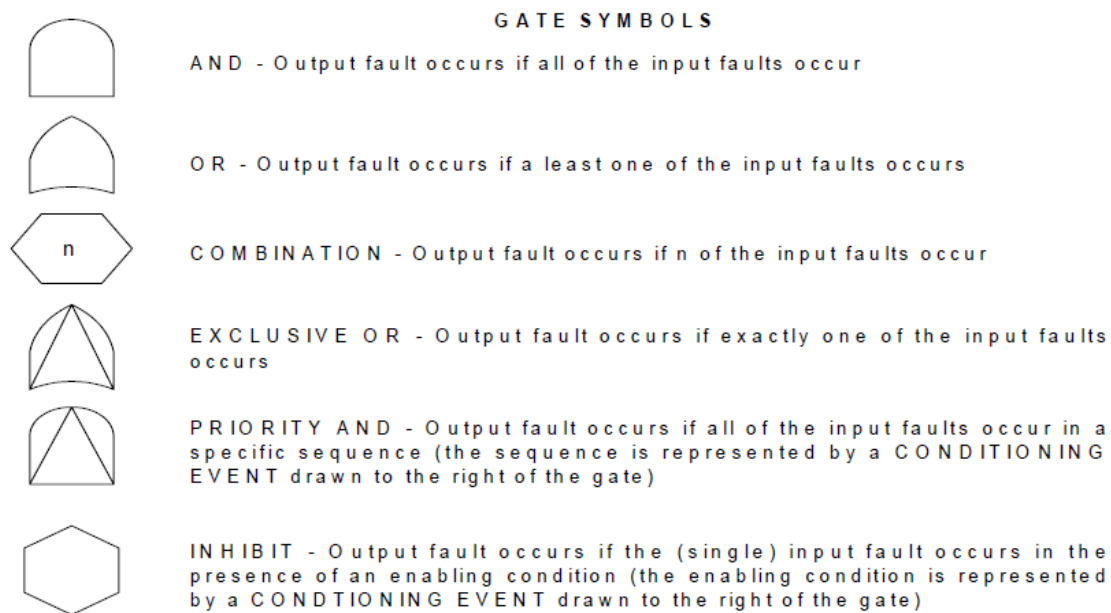 GATE SYMBOLS
AND - Output fault occurs if all of the input faults occur
OR - Output fault occurs if a least one of the input faults occurs
n
COMBINATION - Output fault occurs if n of the input faults occur
EXCLUSIVE OR - Output fault occurs if exactly one of the input faults
occurs
PRIORITY AND - Output fault occurs if all of the input faults occur in a
specific sequence (the sequence is represented by a CONDITIONING
EVENT drawn to the right of the gate)
INHIBIT - Output fault occurs if the (single) input fault occurs in the
presence of an enabling condition (the enabling condition is represented
by a CONDTIONING EVENT drawn to the right of the gate)